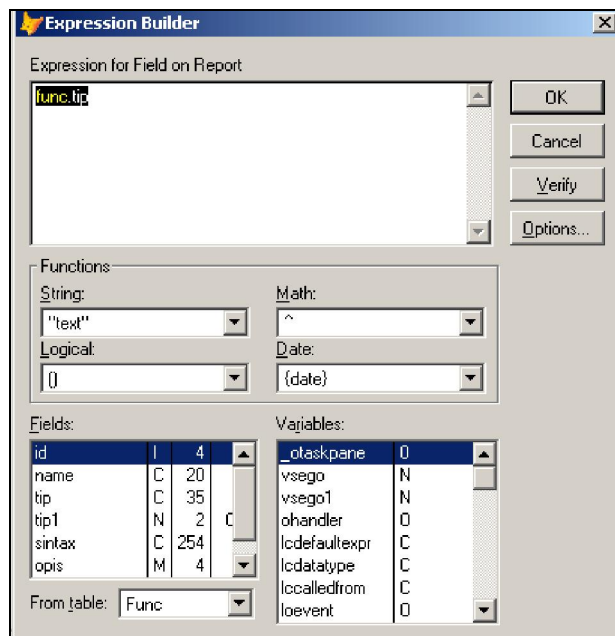 Expression Builder
Expression for Field on Report
func.tip
OK
Cancel
Verify
Options...
Functions
String:
Math:
"text"
^
Logical:
Date:
()
{date}
Fields:
Variables:
id I 4
name C 20
tip C 35
tip1 N 2
sintax C 254
opis M 4
_otaskpane O
vsego N
vsego1 N
ohandler O
lcdefaultexpr C
lcdatatype C
lccalledfrom C
loevent O
From table: Func